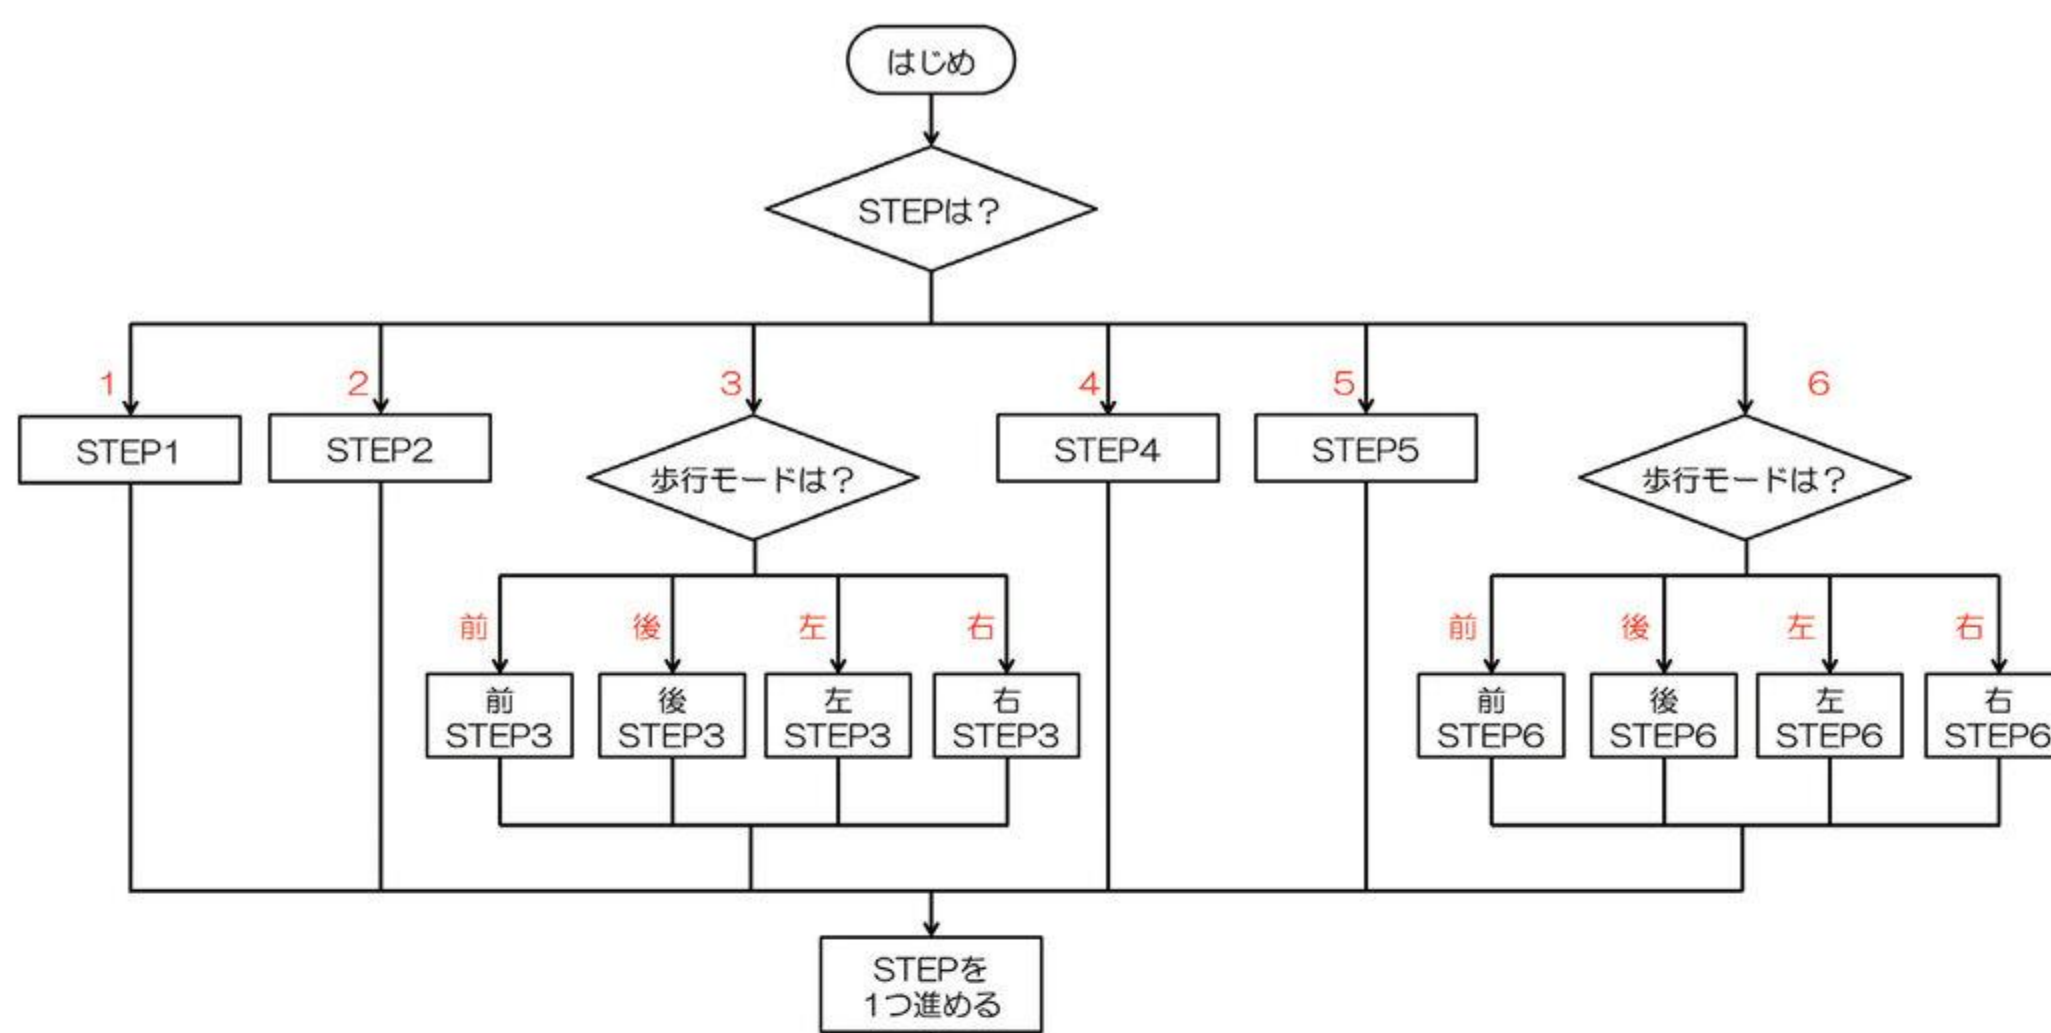 はじめ
STEPは？
1
2
3
4
5
6
STEP1
STEP2
歩行モードは？
STEP4
STEP5
歩行モードは？
前
後
左
右
前
後
左
右
前
STEP3
後
STEP3
左
STEP3
右
STEP3
前
STEP6
後
STEP6
左
STEP6
右
STEP6
STEPを
1つ進める